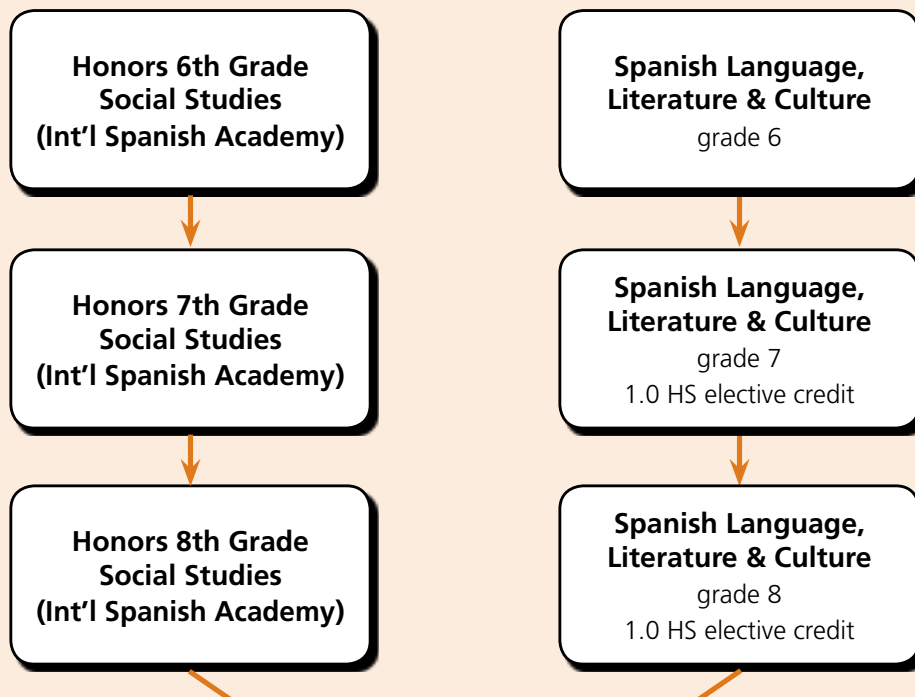 Honors 6th Grade
Social Studies
(Int'l Spanish Academy)
Spanish Language,
Literature & Culture
grade 6
Honors 7th Grade
Social Studies
(Int'l Spanish Academy)
Spanish Language,
Literature & Culture
grade 7
1.0 HS elective credit
Honors 8th Grade
Social Studies
(Int'l Spanish Academy)
Spanish Language,
Literature & Culture
grade 8
1.0 HS elective credit